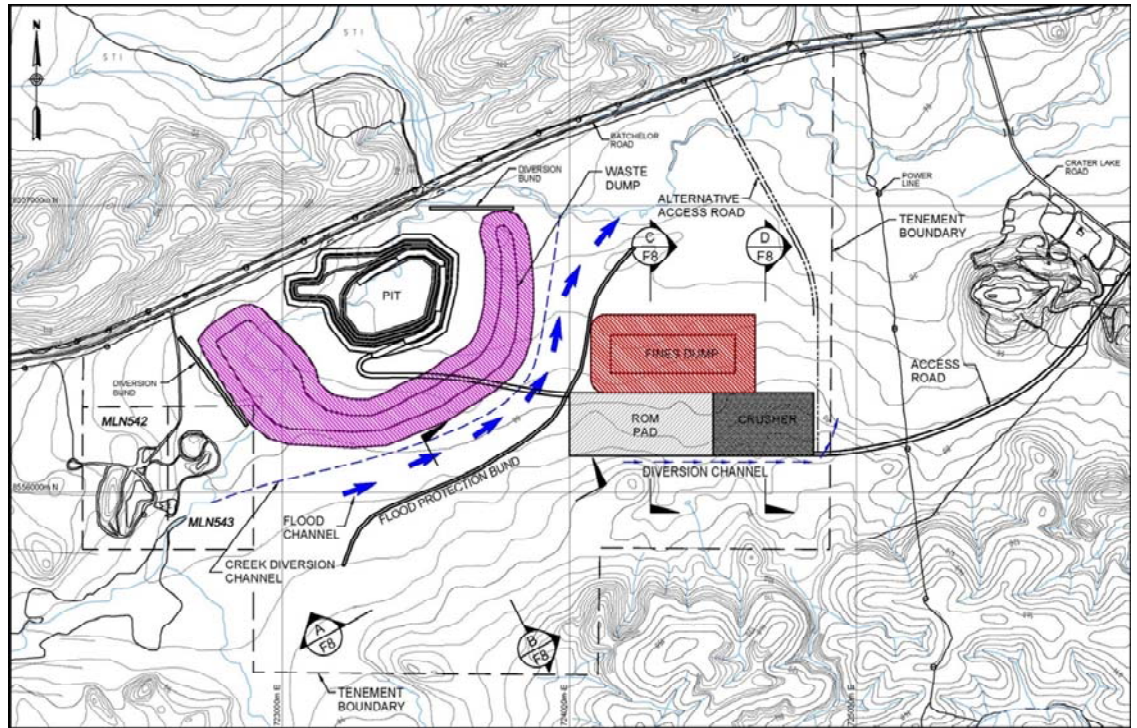 N
STI
STI
BATCHELOR
ROAD
DIVERSION
BUND
WASTE
DUMP
CRATER LAKE
ROAD
POWER
LINE
ALTERNATIVE
ACCESS ROAD
TENEMENT
BOUNDARY
C
F8
D
F8
PIT
FINES DUMP
ACCESS
ROAD
DIVERSION
BUND
MLN542
ROM
PAD
CRUSHER
DIVERSION CHANNEL
FLOOD PROTECTION BUND
MLN543
FLOOD
CHANNEL
CREEK DIVERSION
CHANNEL
A
F8
B
F8
TENEMENT
BOUNDARY